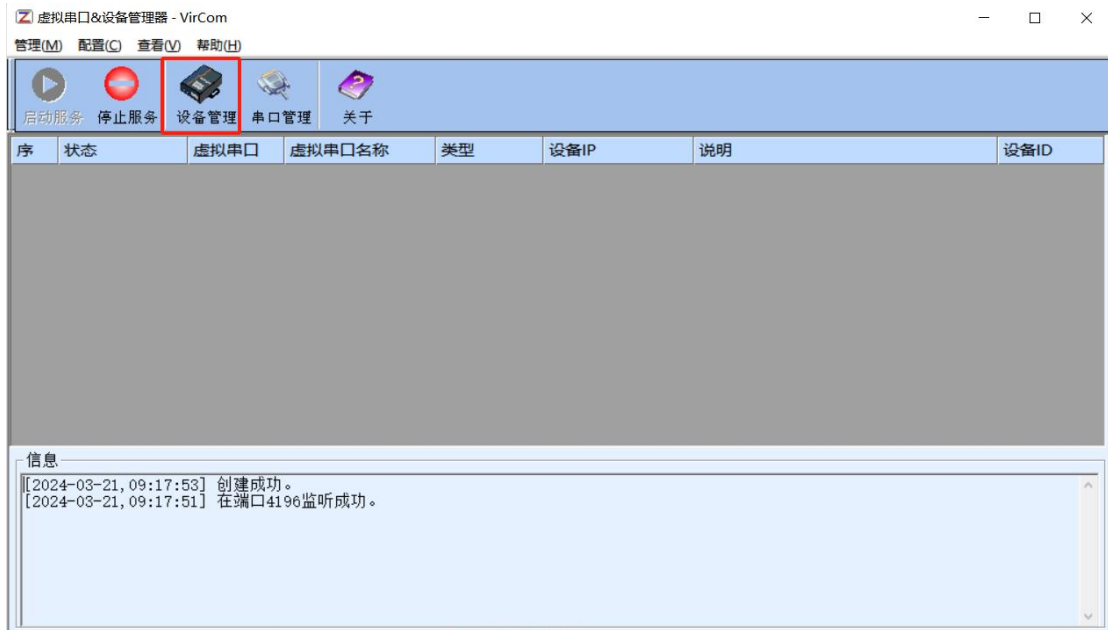 Z 虚拟串口&设备管理器 - VirCom
管理(M) 配置(C) 查看(V) 帮助(H)
启动服务 停止服务 设备管理 串口管理 关于
序 状态 虚拟串口 虚拟串口名称 类型 设备IP 说明 设备ID
信息
[2024-03-21,09:17:53] 创建成功。
[2024-03-21,09:17:51] 在端口4196监听成功。